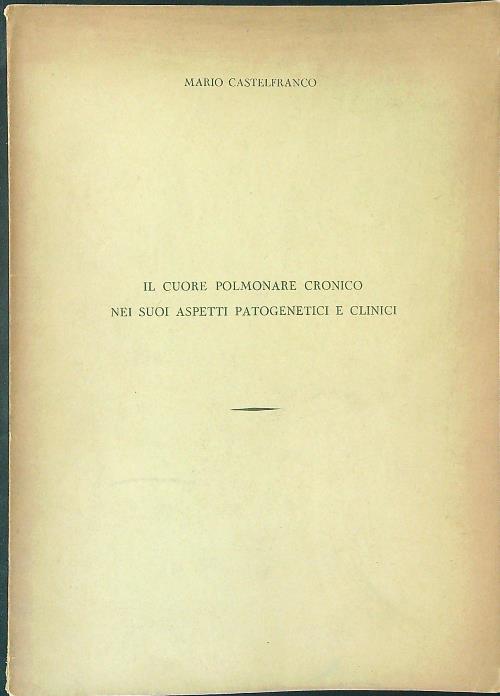 MARIO CASTELFRANCO
IL CUORE POLMONARE CRONICO
NEI SUOI ASPETTI PATOGENETICI E CLINICI